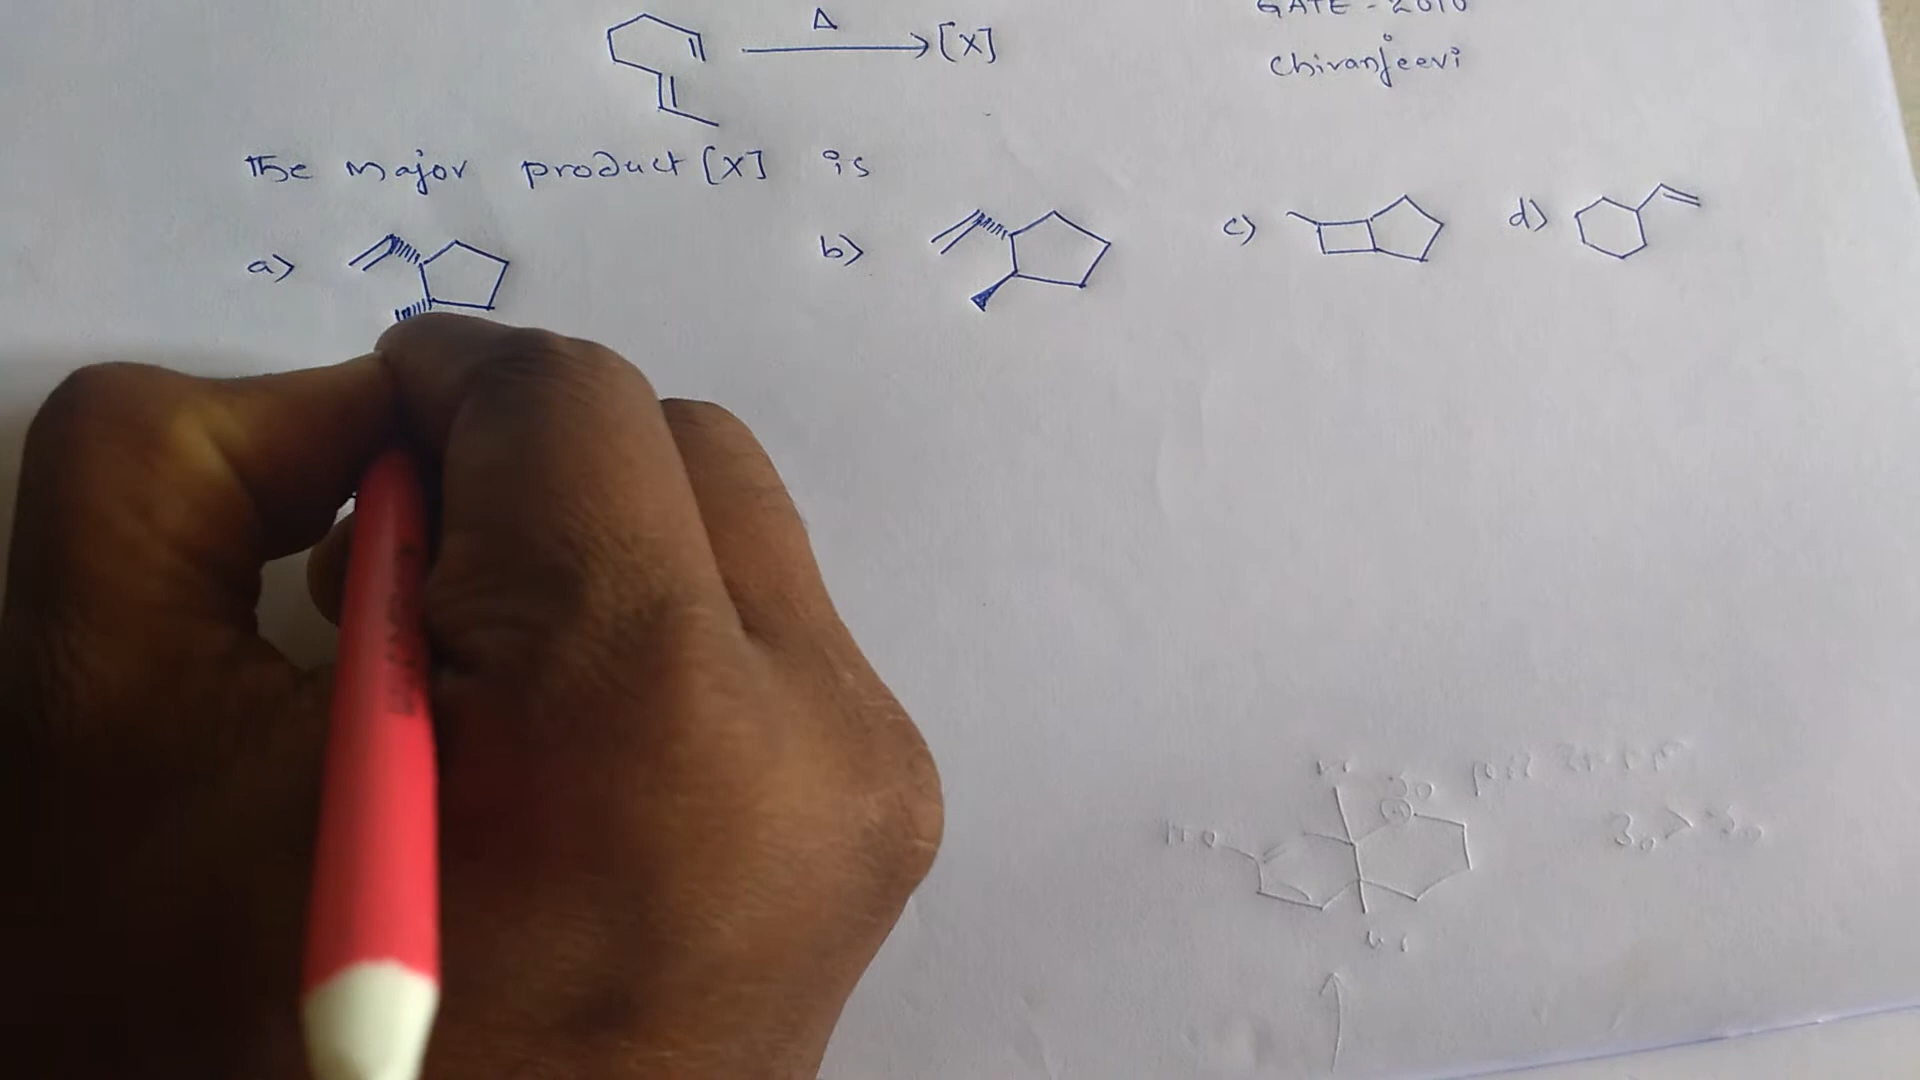 GATE - 2010
Δ
[X]
Chiranjeevi
The major product [X] is
a)
b)
c)
d)